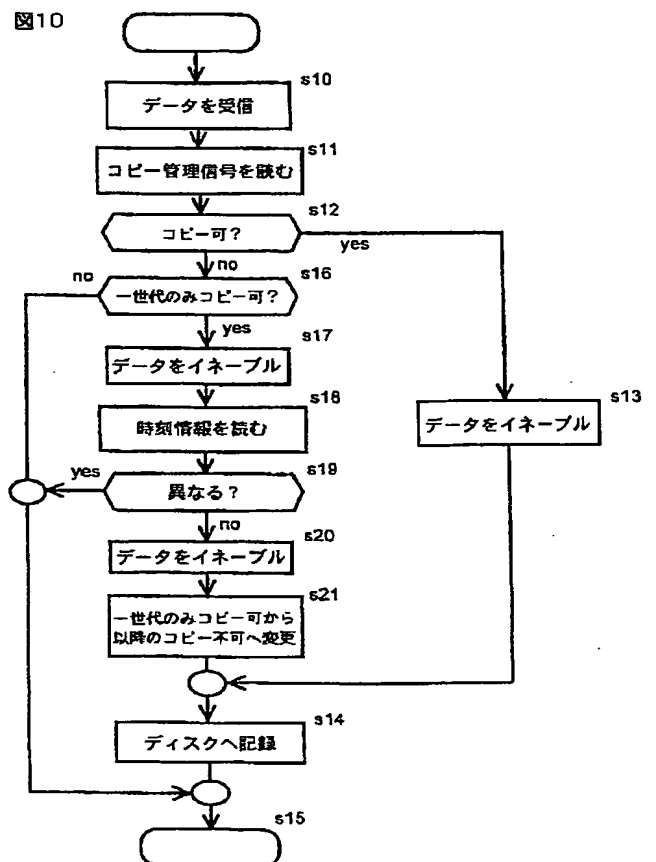 図10
s10
データを受信
s11
コピー管理信号を読む
s12
コピー可?
yes
no
no
s16
一世代のみコピー可?
yes
s17
データをイネーブル
s18
時刻情報を読む
s13
データをイネーブル
s19
yes
異なる?
no
s20
データをイネーブル
s21
一世代のみコピー可から
以降のコピー不可へ変更
s14
ディスクへ記録
s15